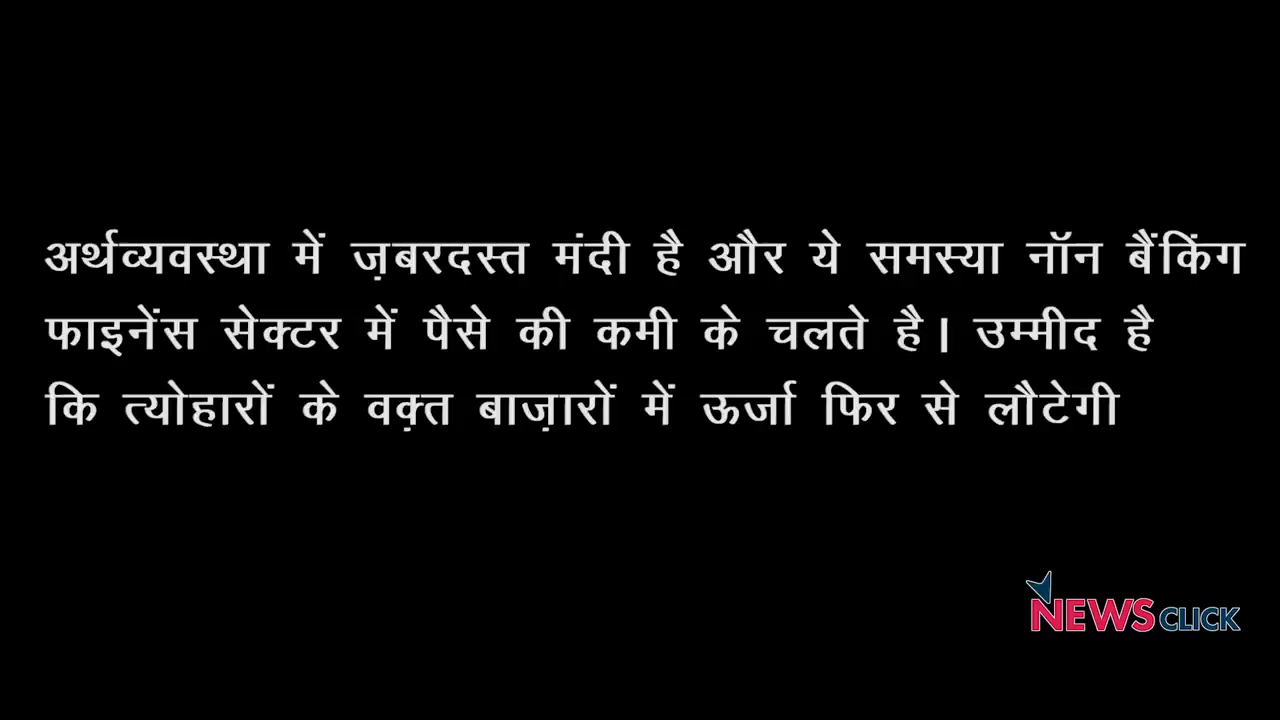 अर्थव्यवस्था में ज़बरदस्त मंदी है और ये समस्या नॉन बैंकिंग
फाइनेंस सेक्टर में पैसे की कमी के चलते है। उम्मीद है
कि त्योहारों के वक़्त बाज़ारों में ऊर्जा फिर से लौटेगी
NEWSCLICK